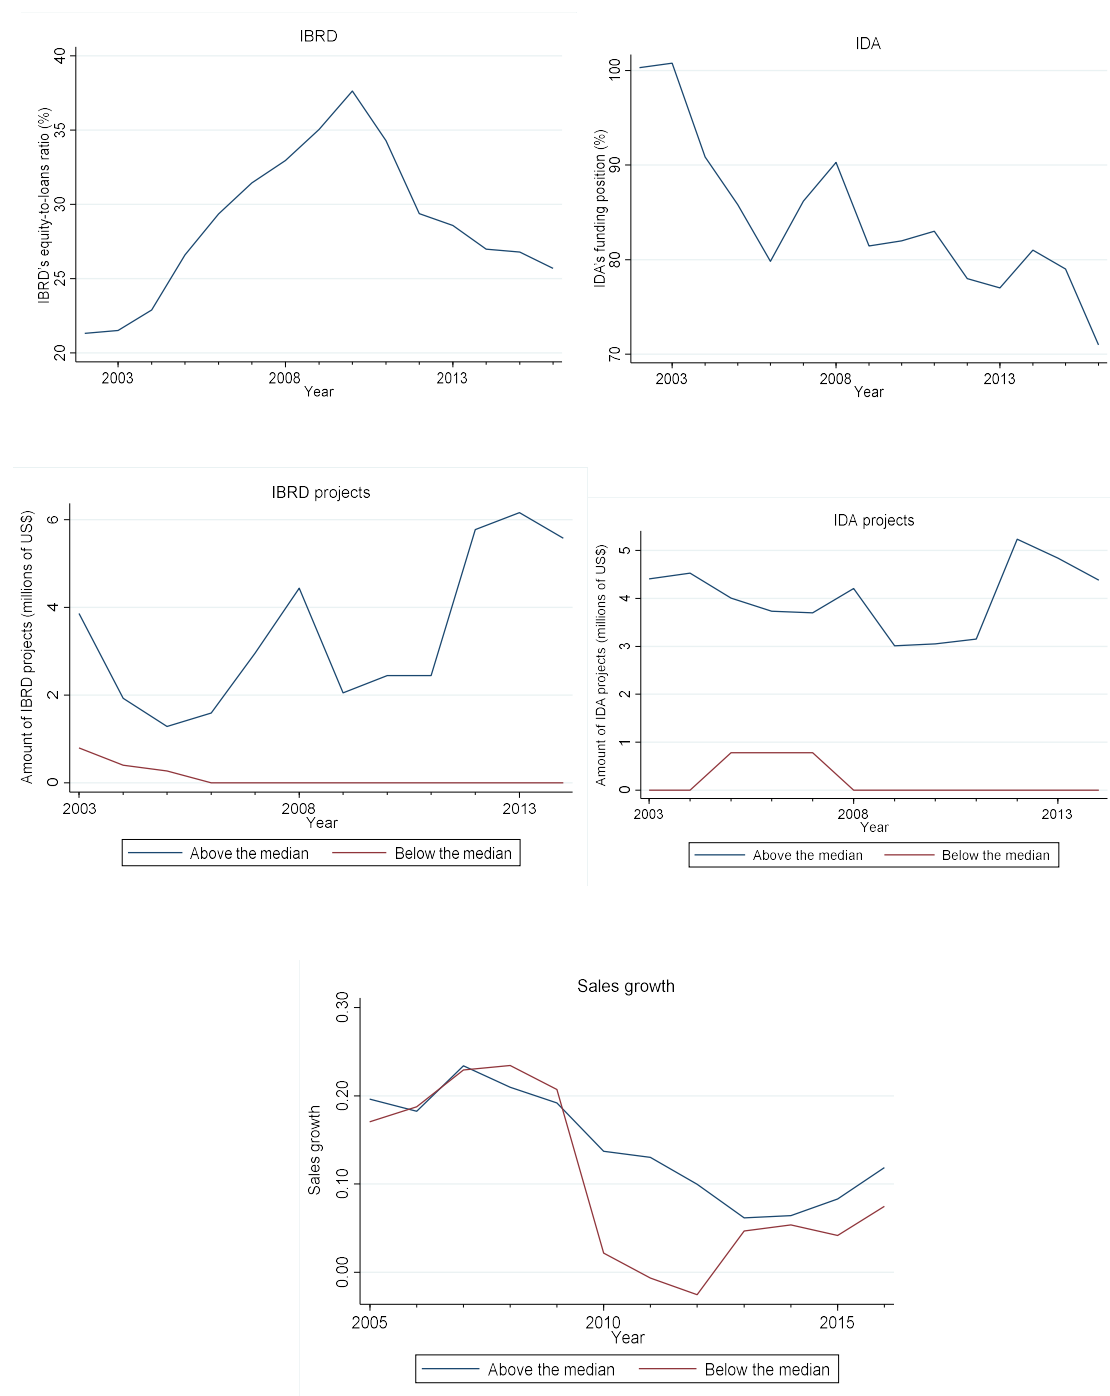 IBRD
IBRD's equity-to-loans ratio (%)
40
35
30
25
20
2003 2008 2013
Year
IDA
IDA's funding position (%)
100
90
80
70
2003 2008 2013
Year
IBRD projects
Amount of IBRD projects (millions of US$)
6
4
2
0
2003 2008 2013
Year
Above the median Below the median
IDA projects
Amount of IDA projects (millions of US$)
5
4
3
2
1
0
2003 2008 2013
Year
Above the median Below the median
Sales growth
Sales growth
0.30
0.20
0.10
0.00
2005 2010 2015
Year
Above the median Below the median